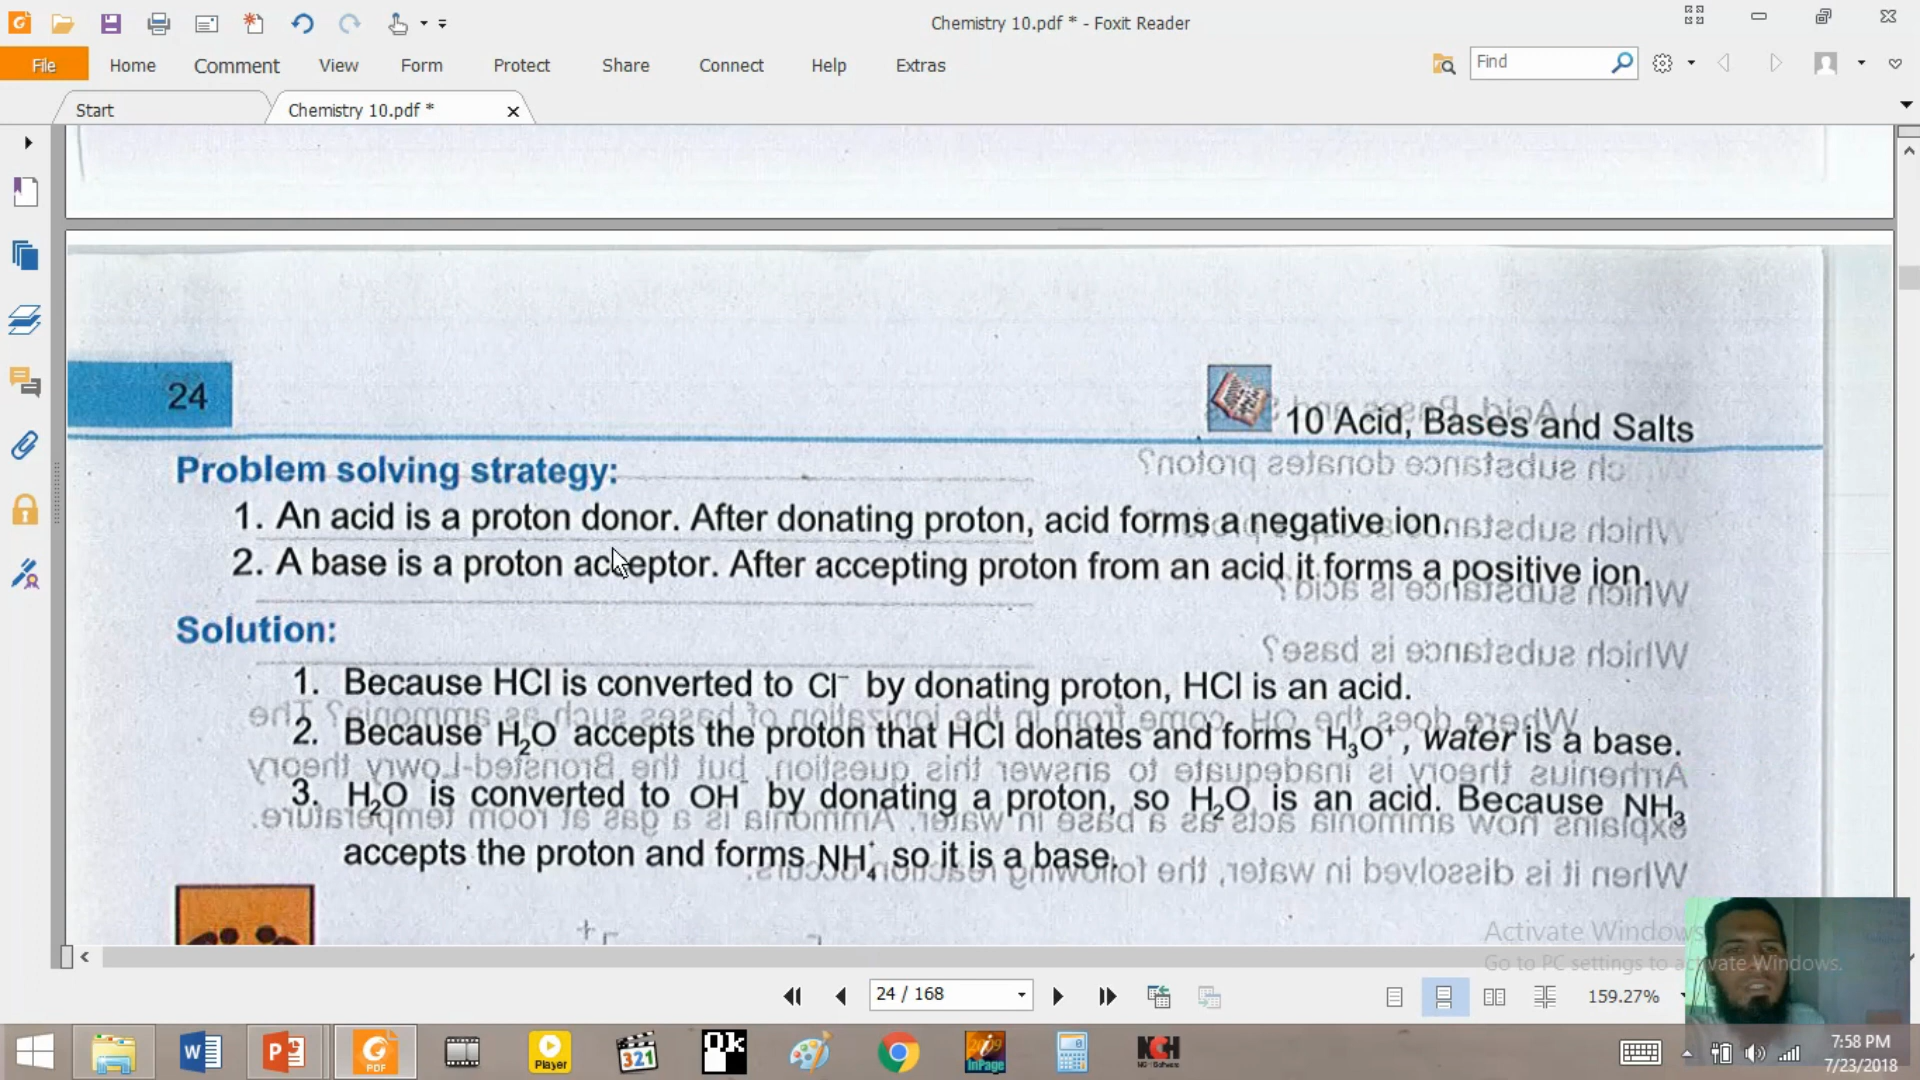 Chemistry 10.pdf * - Foxit Reader
File Home Comment View Form Protect Share Connect Help Extras
Find
Start Chemistry 10.pdf *
24
10 Acid, Bases and Salts
Problem solving strategy:
1. An acid is a proton donor. After donating proton, acid forms a negative ion.
2. A base is a proton acceptor. After accepting proton from an acid it forms a positive ion.
Solution:
1. Because HCl is converted to Cl⁻ by donating proton, HCl is an acid.
2. Because H₂O accepts the proton that HCl donates and forms H₃O⁺, water is a base.
3. H₂O is converted to OH⁻ by donating a proton, so H₂O is an acid. Because NH₃
accepts the proton and forms NH₄⁺ so it is a base.
Activate Windows
Go to PC settings to activate Windows.
24 / 168
159.27%
PDF
Player
321
Ok
2009
InPage
NCH
7:58 PM
7/23/2018